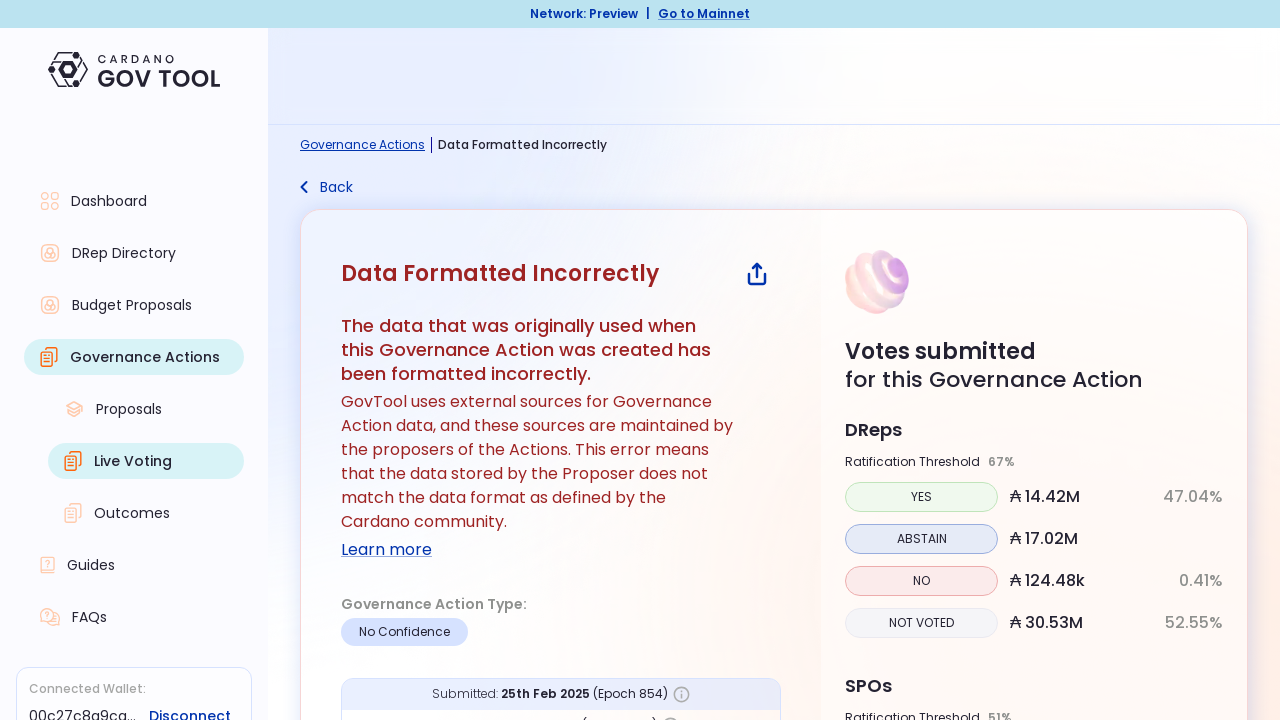 Network: Preview | Go to Mainnet
CARDANO
GOV TOOL
Dashboard
DRep Directory
Budget Proposals
Governance Actions
Proposals
Live Voting
Outcomes
Guides
FAQs
Connected Wallet:
00c27c8a9ca... Disconnect
Governance Actions | Data Formatted Incorrectly
Back
Data Formatted Incorrectly
The data that was originally used when
this Governance Action was created has
been formatted incorrectly.
GovTool uses external sources for Governance
Action data, and these sources are maintained by
the proposers of the Actions. This error means
that the data stored by the Proposer does not
match the data format as defined by the
Cardano community.
Learn more
Governance Action Type:
No Confidence
Submitted: 25th Feb 2025 (Epoch 854)
Votes submitted
for this Governance Action
DReps
Ratification Threshold 67%
YES ₳ 14.42M 47.04%
ABSTAIN ₳ 17.02M
NO ₳ 124.48k 0.41%
NOT VOTED ₳ 30.53M 52.55%
SPOs
Ratification Threshold 51%